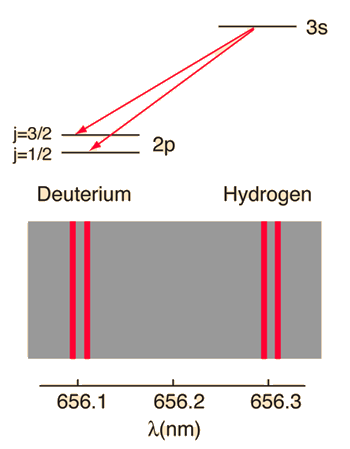 3s
j=3/2
j=1/2
2p
Deuterium Hydrogen
656.1 656.2 656.3
λ(nm)